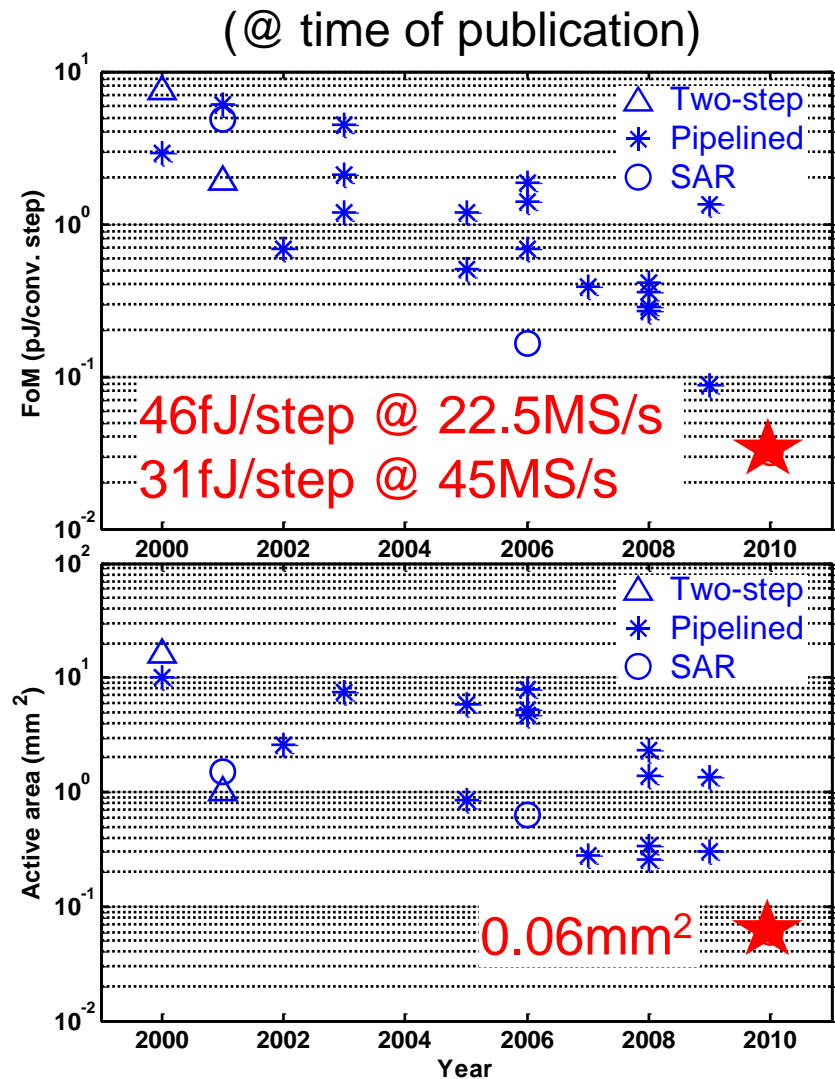 (@ time of publication)
10^1
10^0
10^-1
10^-2
FoM (pJ/conv. step)
Two-step
Pipelined
SAR
46fJ/step @ 22.5MS/s
31fJ/step @ 45MS/s
2000 2002 2004 2006 2008 2010
10^2
10^1
10^0
10^-1
10^-2
Active area (mm^2)
Two-step
Pipelined
SAR
0.06mm^2
2000 2002 2004 2006 2008 2010
Year